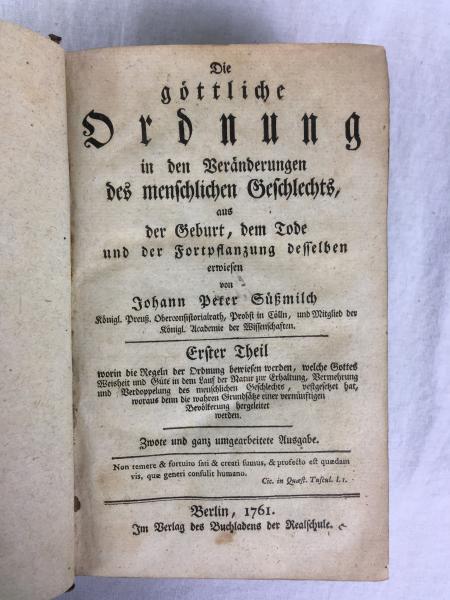 Die
göttliche
Ordnung
in den Veränderungen
des menschlichen Geschlechts,
aus
der Geburt, dem Tode
und der Fortpflanzung desselben
erwiesen
von
Johann Peter Süßmilch
Königl. Preuß. Oberconsistorialrath, Probst in Cölln, und Mitglied der
Königl. Academie der Wissenschaften.
Erster Theil
worin die Regeln der Ordnung bewiesen werden, welche Gottes
Weisheit und Güte in dem Lauf der Natur zur Erhaltung, Vermehrung
und Verdoppelung des menschlichen Geschlechts, vestgesetzet hat,
woraus denn die wahren Grundsätze einer vernünftigen
Bevölkerung hergeleitet
werden.
Zwote und ganz umgearbeitete Ausgabe.
Non temere & fortuito sati & creati sumus, & profecto est quædam
vis, quæ generi consulit humano.
Cic. in Quæst. Tuscul. l. 1.
Berlin, 1761.
Im Verlag des Buchladens der Realschule.